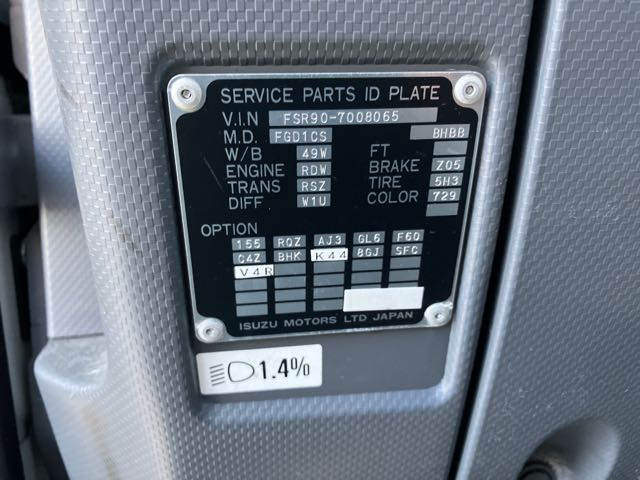 SERVICE PARTS ID PLATE
V.I.N FSR90-7008065
M.D. FGD1CS BHBB
W/B 49W FT
ENGINE RDW BRAKE Z05
TRANS RSZ TIRE 5H3
DIFF W1U COLOR 729
OPTION
155 RQZ AJ3 GL6 F60
C4Z BHK K44 8GJ SFC
V4R
ISUZU MOTORS LTD JAPAN
1.4%